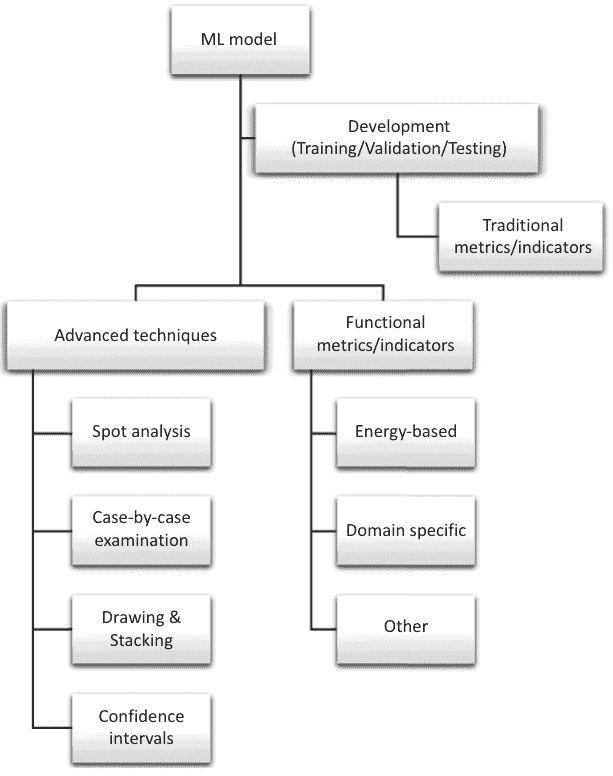 ML model
Development
(Training/Validation/Testing)
Traditional
metrics/indicators
Advanced techniques
Functional
metrics/indicators
Spot analysis
Energy-based
Case-by-case
examination
Domain specific
Drawing &
Stacking
Other
Confidence
intervals